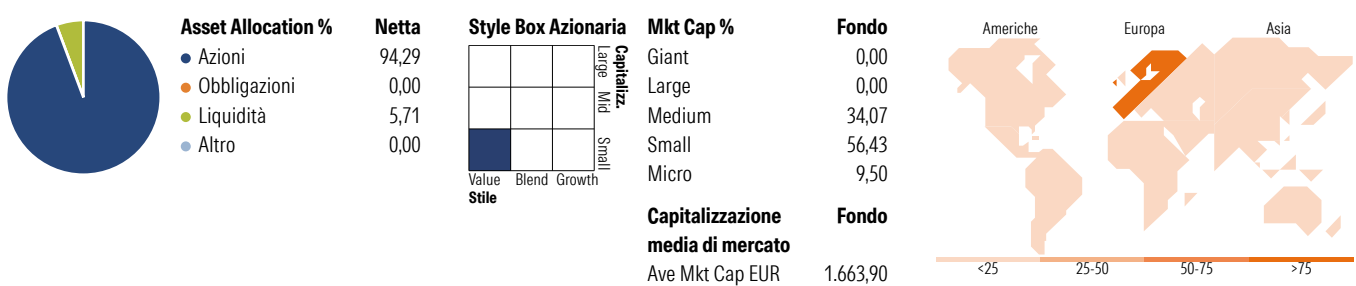 Asset Allocation % Netta
Azioni 94,29
Obbligazioni 0,00
Liquidità 5,71
Altro 0,00
Style Box Azionaria
Capitalizz.
Large Mid Small
Value Blend Growth
Stile
Mkt Cap % Fondo
Giant 0,00
Large 0,00
Medium 34,07
Small 56,43
Micro 9,50
Capitalizzazione Fondo
media di mercato
Ave Mkt Cap EUR 1.663,90
Americhe Europa Asia
<25 25-50 50-75 >75